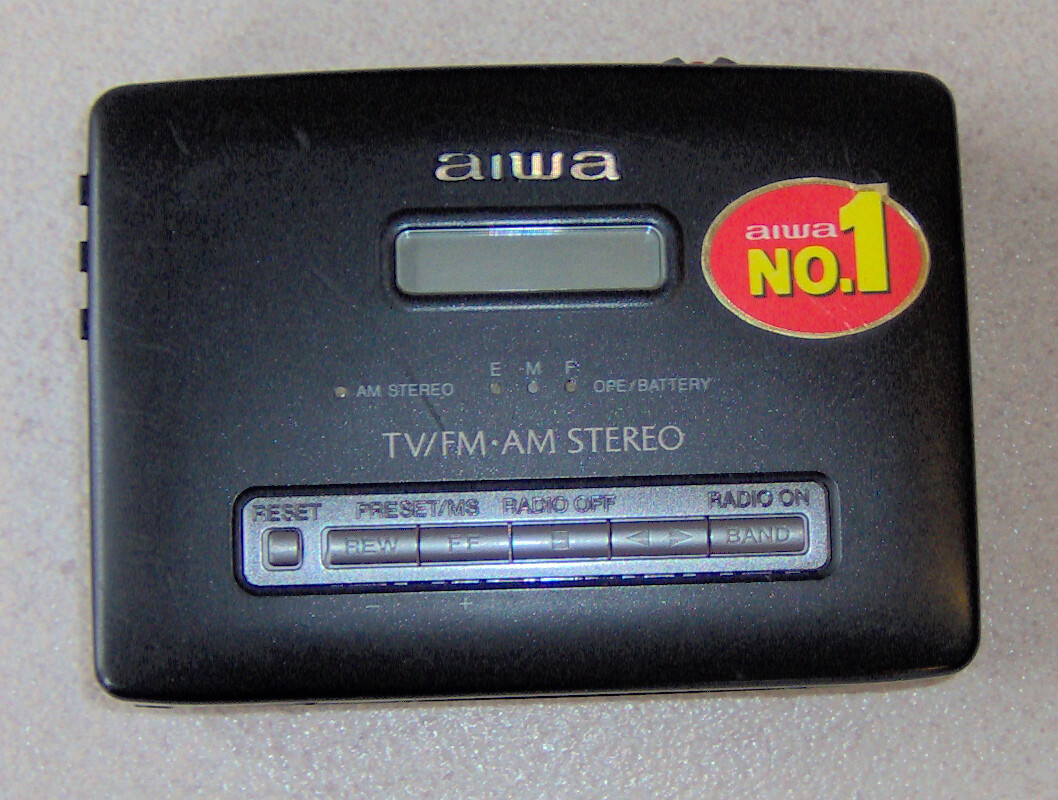 aiwa
aiwa
NO.1
E M F
AM STEREO OPE/BATTERY
TV/FM·AM STEREO
RESET PRESET/MS RADIO OFF RADIO ON
REW FF BAND
- +